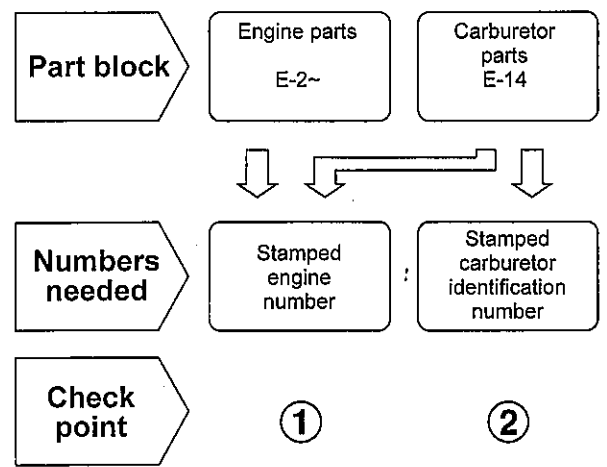 Part block
Engine parts
E-2~
Carburetor
parts
E-14
Numbers
needed
Stamped
engine
number
Stamped
carburetor
identification
number
Check
point
①
②